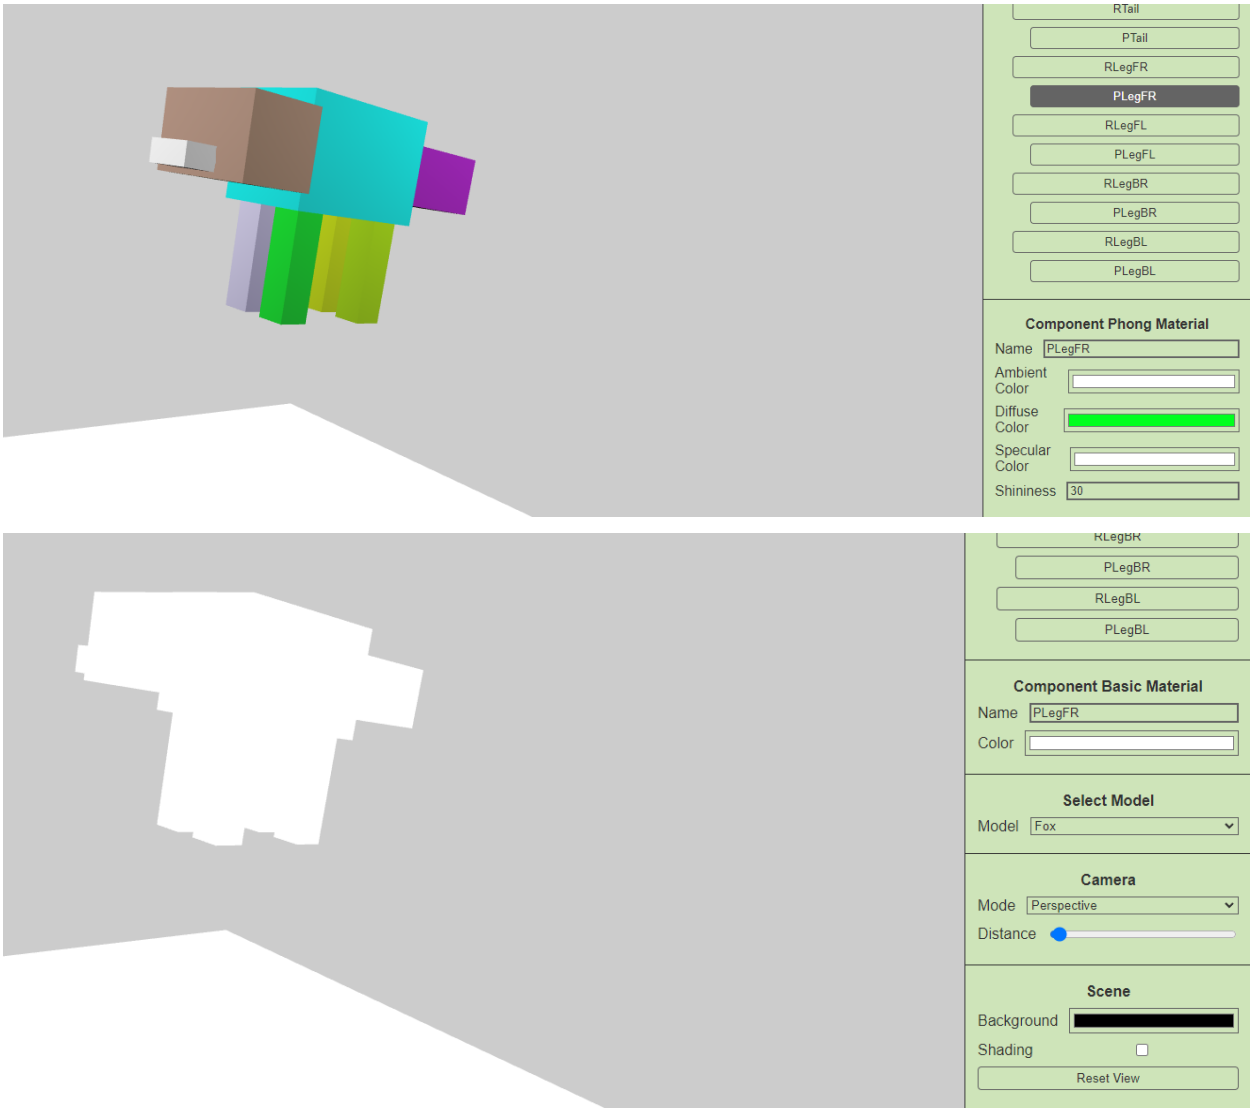 RTail
PTail
RLegFR
PLegFR
RLegFL
PLegFL
RLegBR
PLegBR
RLegBL
PLegBL
Component Phong Material
Name PLegFR
Ambient
Color
Diffuse
Color
Specular
Color
Shininess 30
RLegBR
PLegBR
RLegBL
PLegBL
Component Basic Material
Name PLegFR
Color
Select Model
Model Fox
Camera
Mode Perspective
Distance
Scene
Background
Shading
Reset View